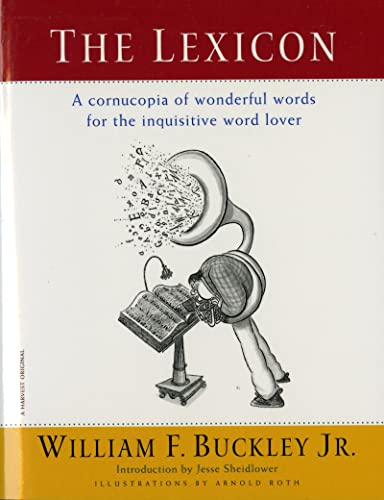 THE LEXICON
A cornucopia of wonderful words
for the inquisitive word lover
A HARVEST ORIGINAL
WILLIAM F. BUCKLEY JR.
Introduction by Jesse Sheidlower
ILLUSTRATIONS BY ARNOLD ROTH